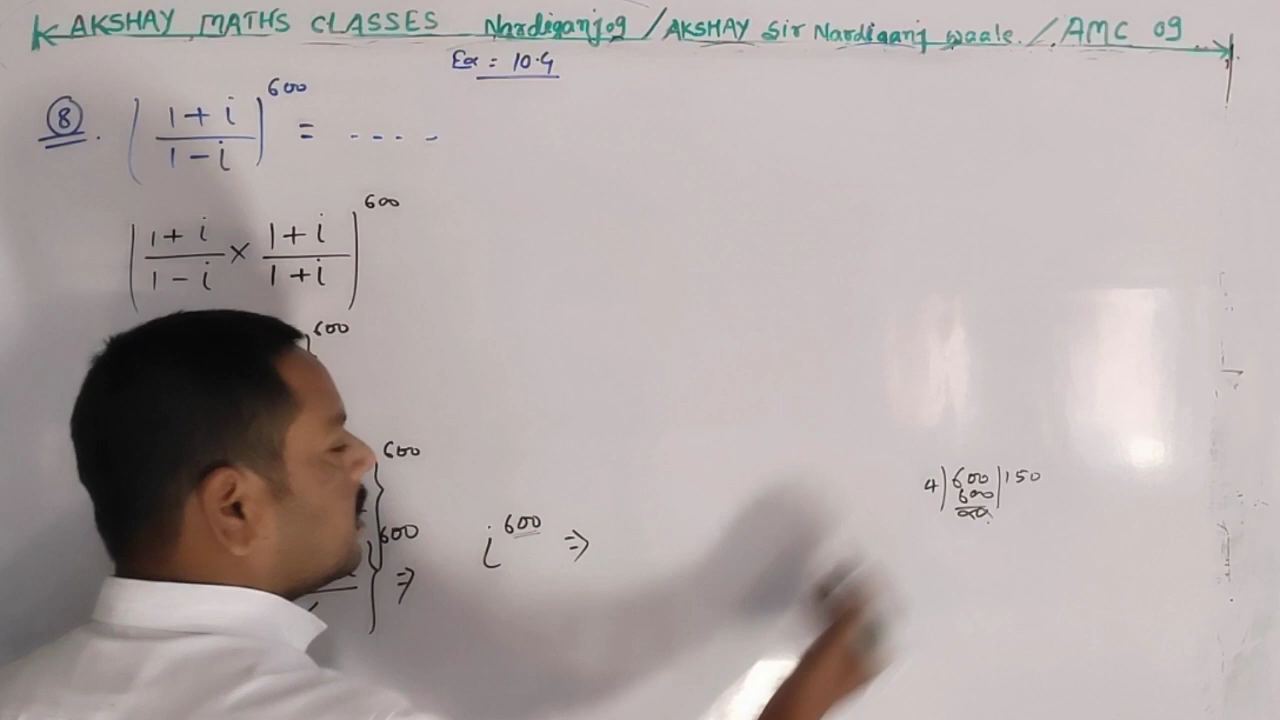 AKSHAY MATHS CLASSES Nardiganj09 / AKSHAY Sir Nardiganj waale. / AMC 09
Ex = 10.4
8. (1+i / 1-i)^600 = ----
(1+i / 1-i × 1+i / 1+i)^600
600
600
600 ⇒ i^600 ⇒
4)600(150
600